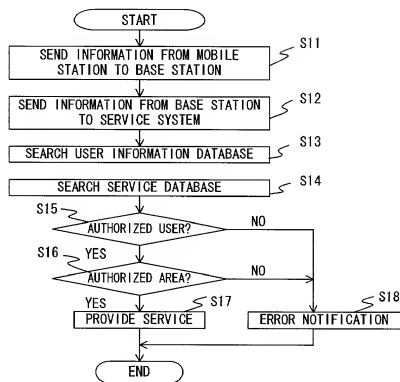 START
SEND INFORMATION FROM MOBILE
STATION TO BASE STATION
S11
SEND INFORMATION FROM BASE STATION
TO SERVICE SYSTEM
S12
SEARCH USER INFORMATION DATABASE
S13
SEARCH SERVICE DATABASE
S14
S15
AUTHORIZED USER?
NO
YES
S16
AUTHORIZED AREA?
NO
YES
S17
PROVIDE SERVICE
S18
ERROR NOTIFICATION
END